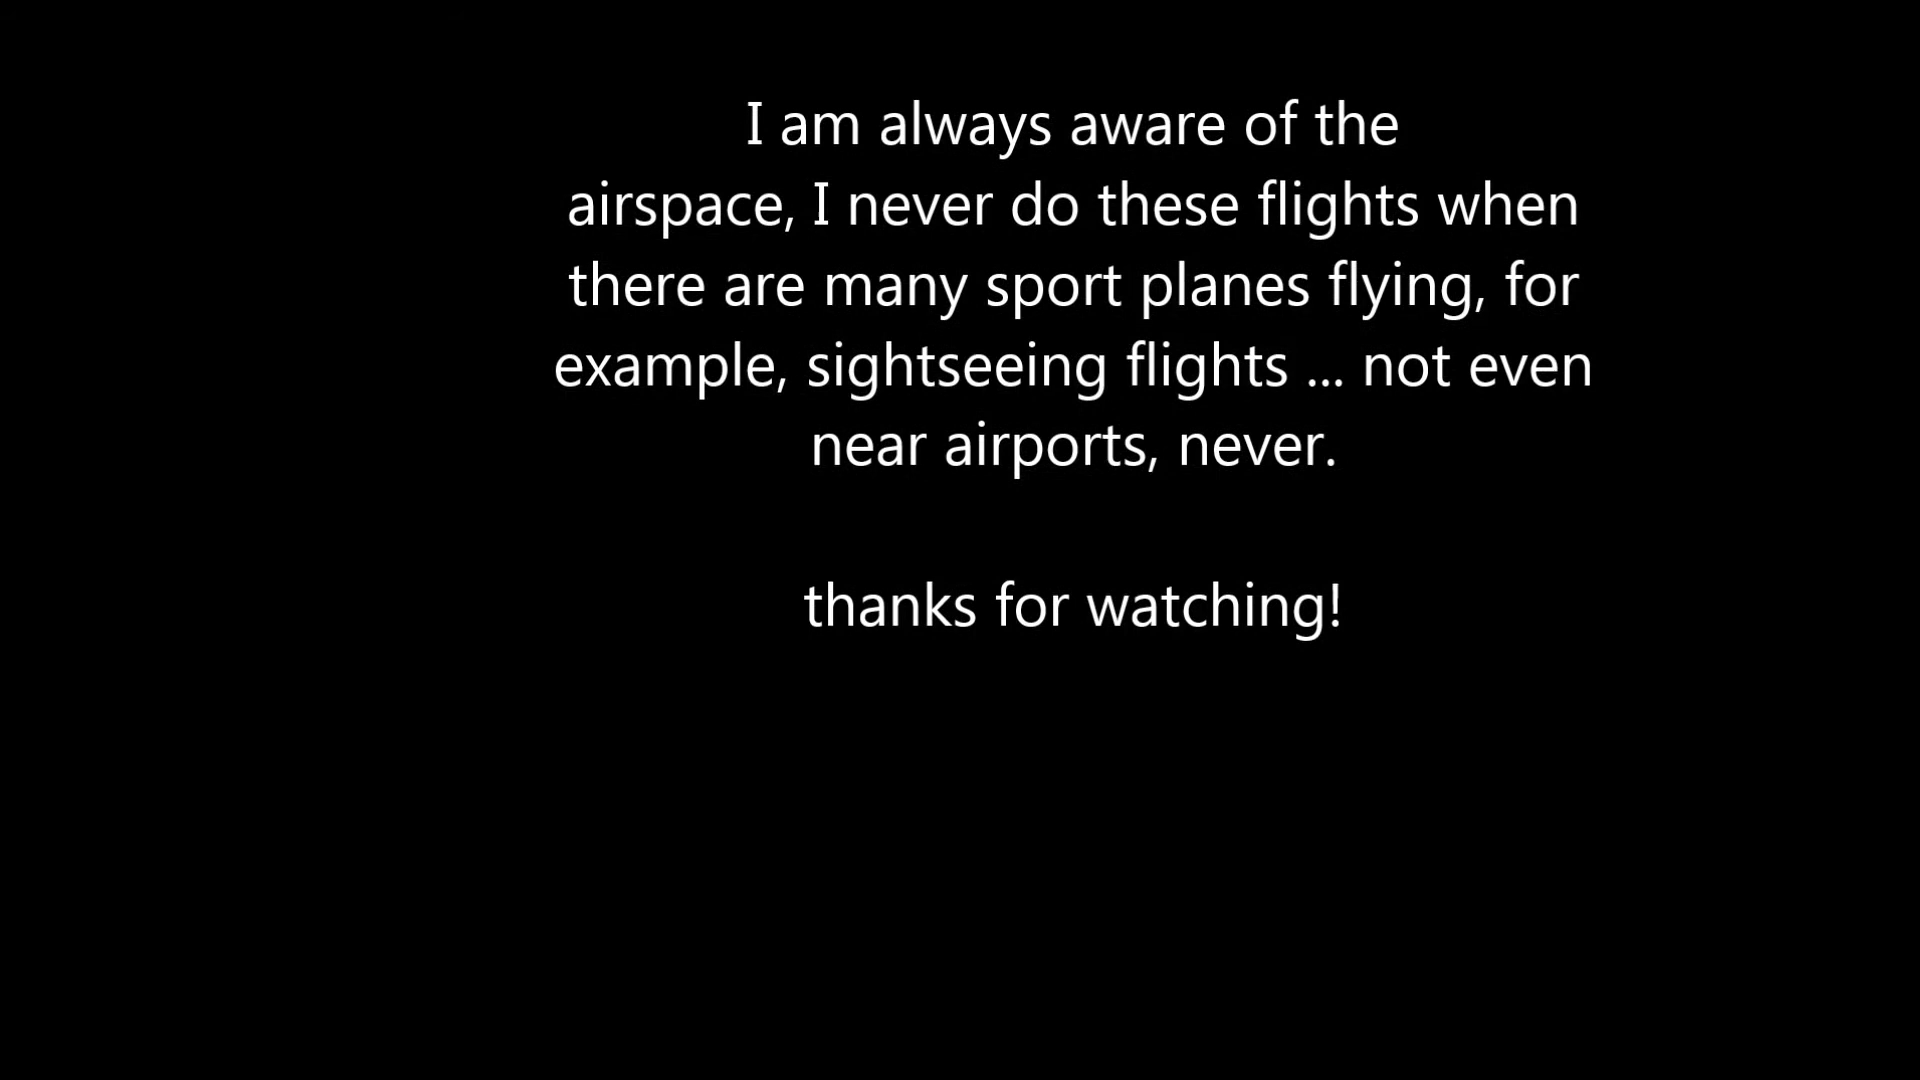 I am always aware of the
airspace, I never do these flights when
there are many sport planes flying, for
example, sightseeing flights ... not even
near airports, never.
thanks for watching!